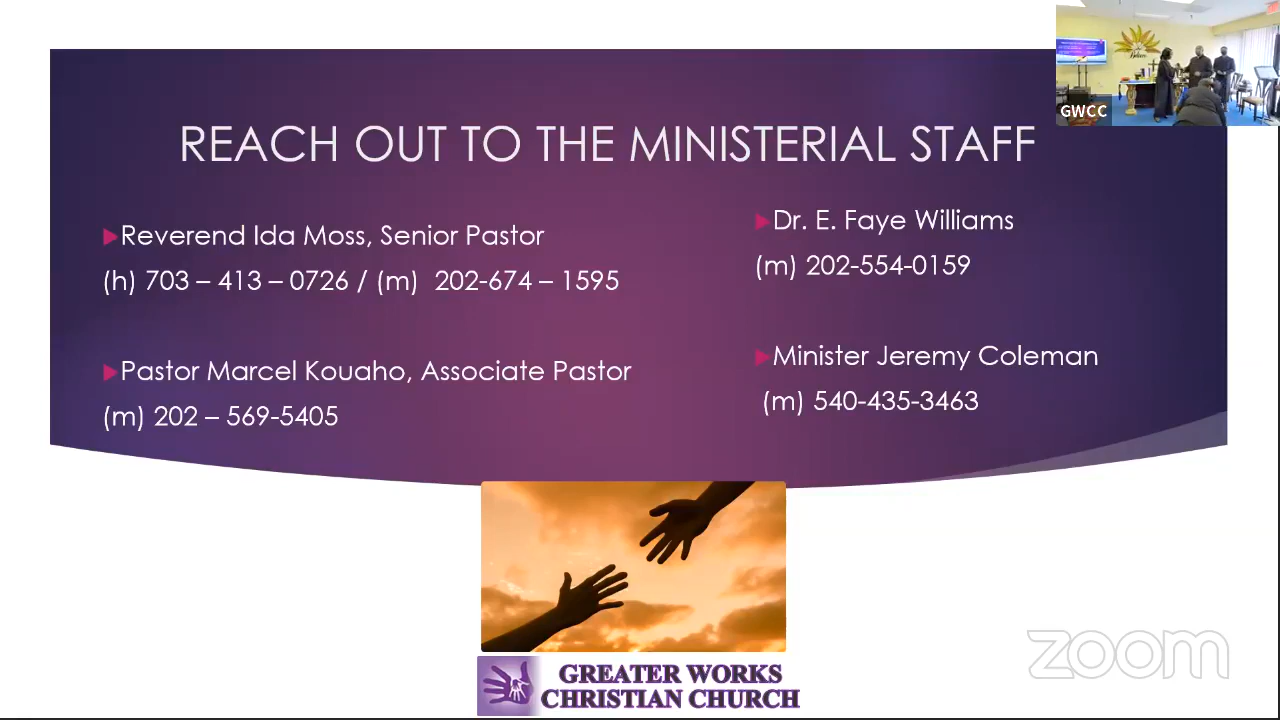 REACH OUT TO THE MINISTERIAL STAFF
▶Reverend Ida Moss, Senior Pastor
(h) 703 – 413 – 0726 / (m) 202-674 – 1595
▶Pastor Marcel Kouaho, Associate Pastor
(m) 202 – 569-5405
▶Dr. E. Faye Williams
(m) 202-554-0159
▶Minister Jeremy Coleman
(m) 540-435-3463
GWCC
GREATER WORKS
CHRISTIAN CHURCH
zoom